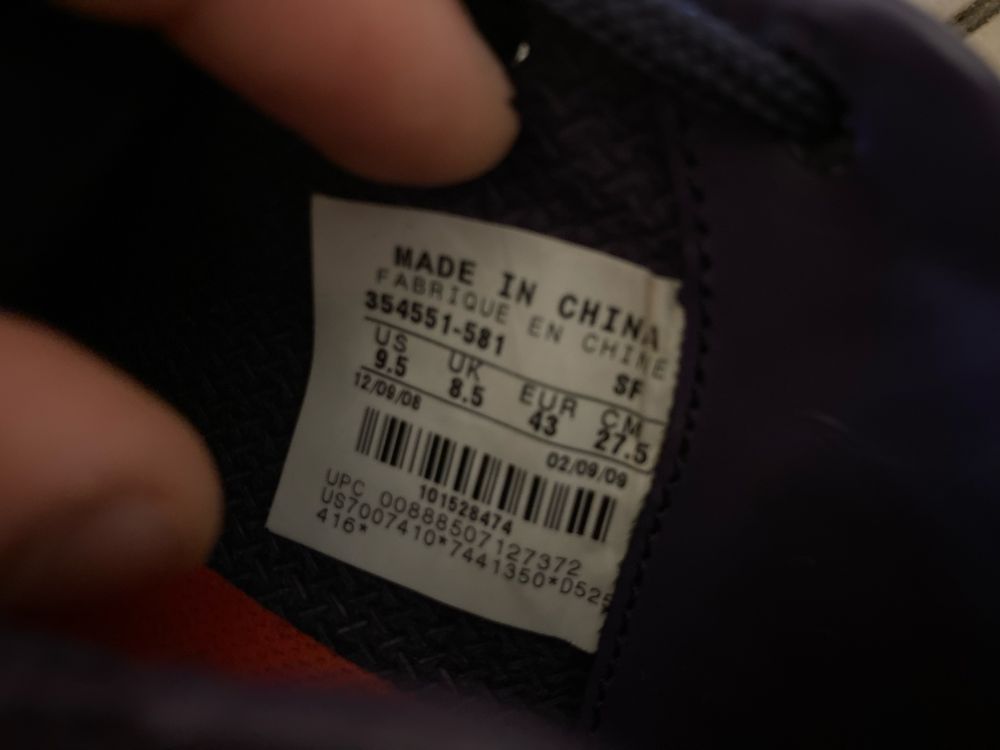 MADE IN CHINA
FABRIQUE EN CHINE
354551-581 SF
US UK EUR CM
9.5 8.5 43 27.5
12/09/08 02/09/09
101528474
UPC 00888507127372
US7007410*7441350*D525
416*